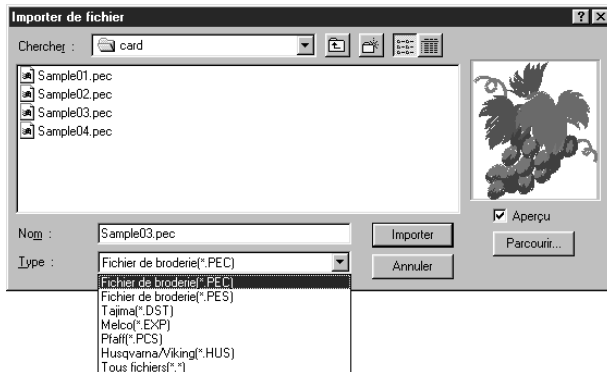 Importer de fichier
Chercher : card
Sample01.pec
Sample02.pec
Sample03.pec
Sample04.pec
Aperçu
Nom : Sample03.pec Importer Parcourir...
Type : Fichier de broderie(*.PEC) Annuler
Fichier de broderie(*.PEC)
Fichier de broderie(*.PES)
Tajima(*.DST)
Melco(*.EXP)
Pfaff(*.PCS)
Husqvarna/Viking(*.HUS)
Tous fichiers(*.*)